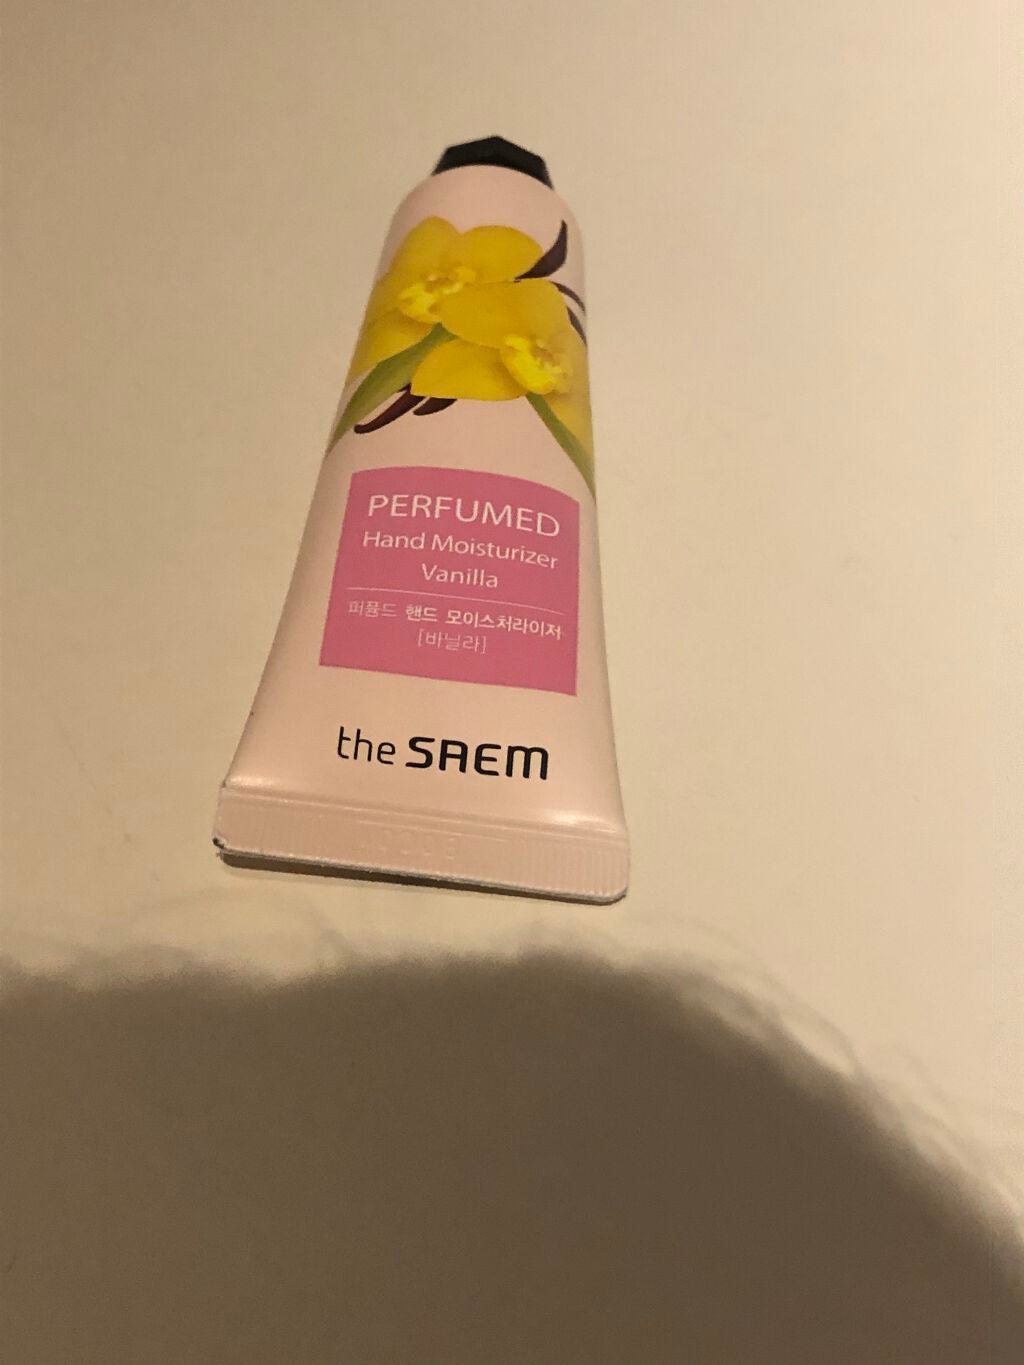 PERFUMED
Hand Moisturizer
Vanilla
퍼퓸드 핸드 모이스처라이저
[바닐라]
the SAEM